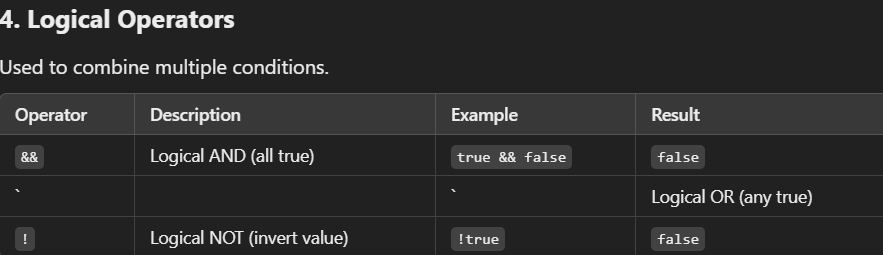 4. Logical Operators
Used to combine multiple conditions.
Operator Description Example Result
&& Logical AND (all true) true && false false
` ` Logical OR (any true)
! Logical NOT (invert value) !true false